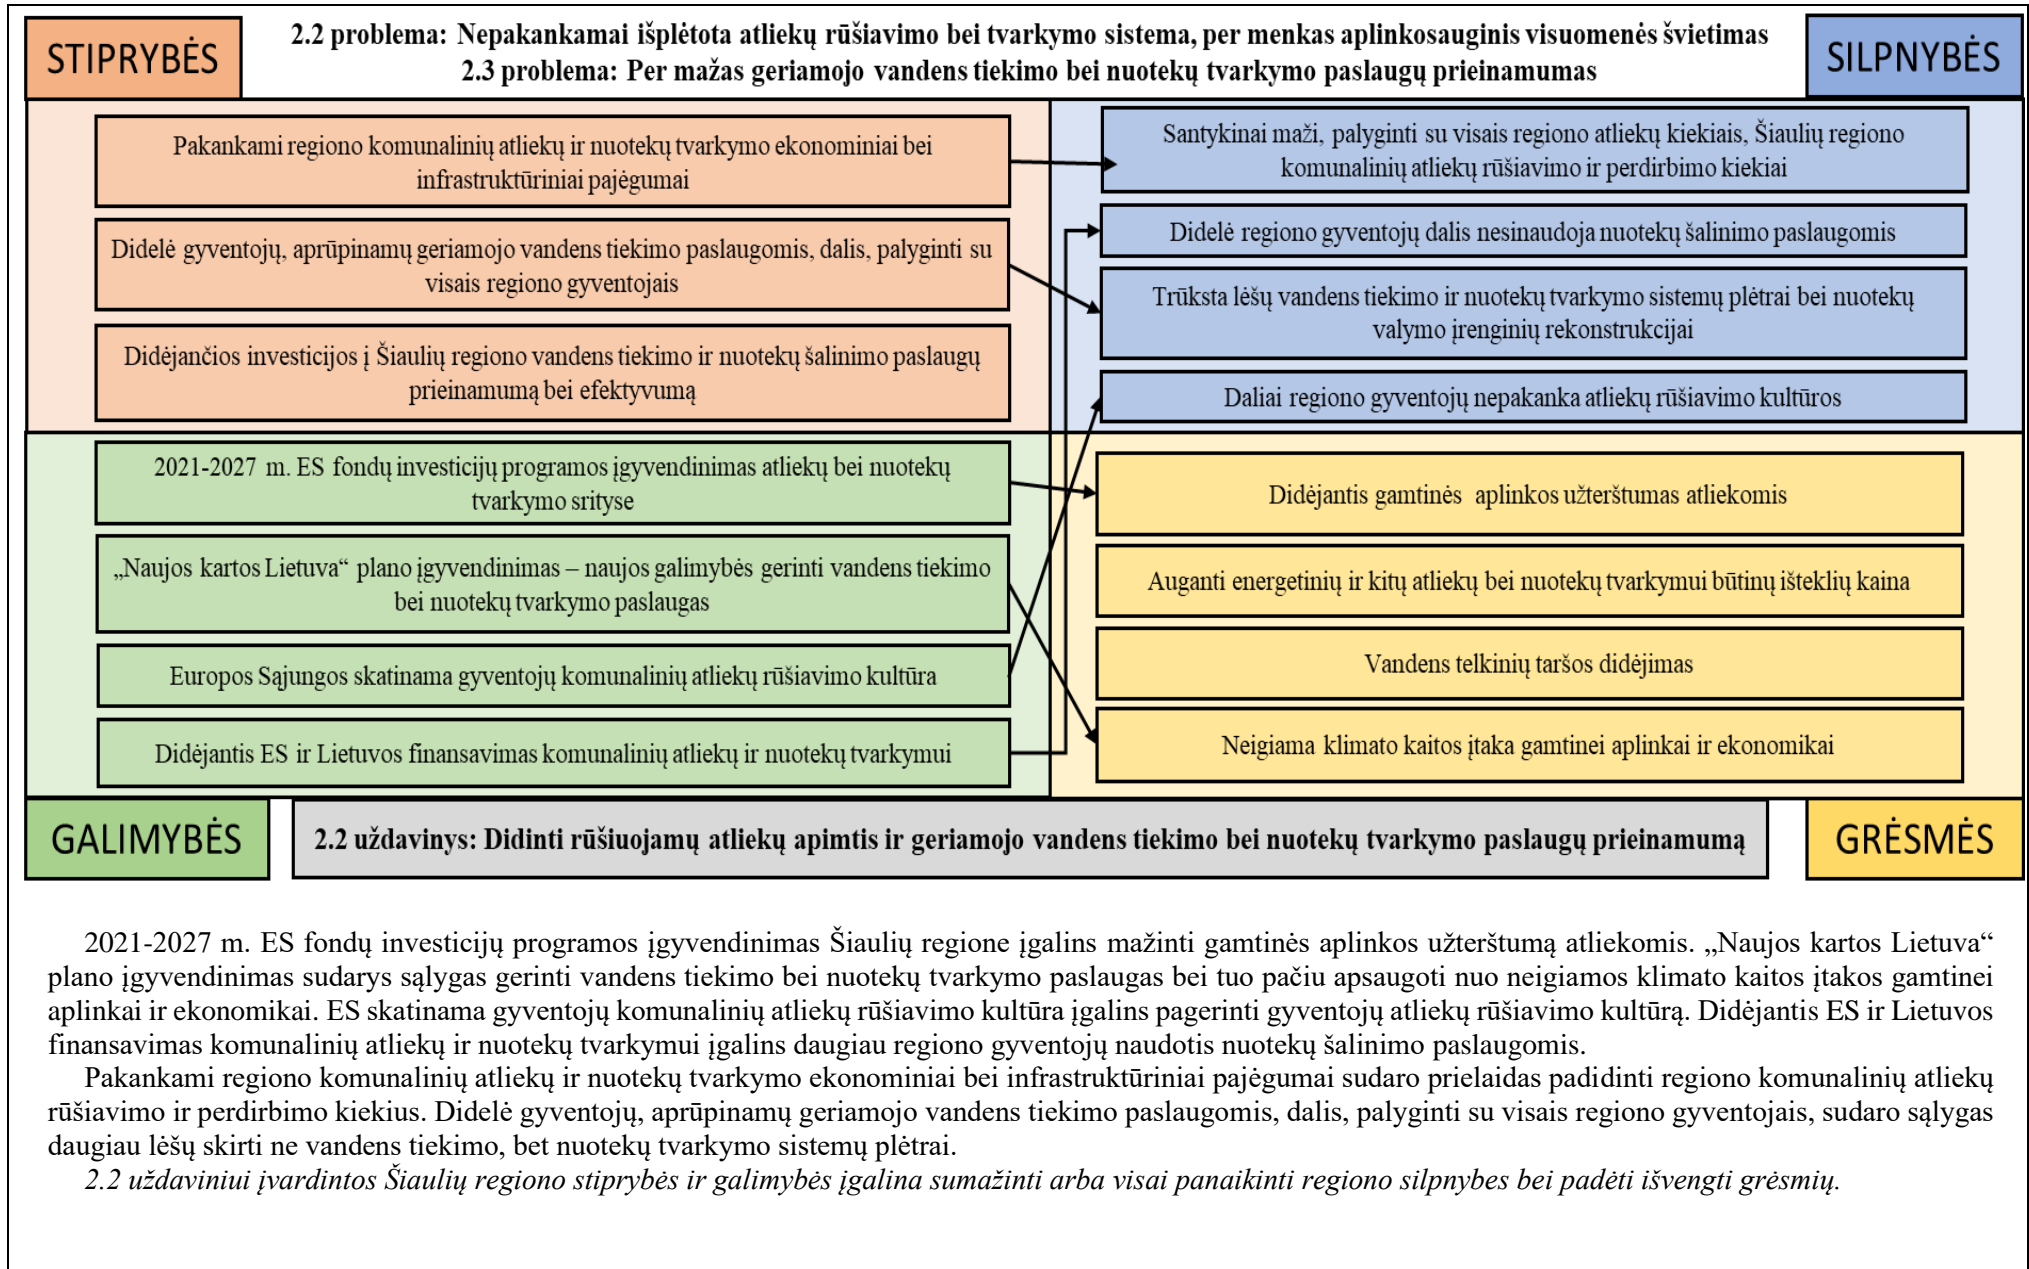 STIPRYBĖS
2.2 problema: Nepakankamai išplėtota atliekų rūšiavimo bei tvarkymo sistema, per menkas aplinkosauginis visuomenės švietimas
2.3 problema: Per mažas geriamojo vandens tiekimo bei nuotekų tvarkymo paslaugų prieinamumas
SILPNYBĖS
Pakankami regiono komunalinių atliekų ir nuotekų tvarkymo ekonominiai bei
infrastruktūriniai pajėgumai
Didelė gyventojų, aprūpinamų geriamojo vandens tiekimo paslaugomis, dalis, palyginti su
visais regiono gyventojais
Didėjančios investicijos į Šiaulių regiono vandens tiekimo ir nuotekų šalinimo paslaugų
prieinamumą bei efektyvumą
Santykinai maži, palyginti su visais regiono atliekų kiekiais, Šiaulių regiono
komunalinių atliekų rūšiavimo ir perdirbimo kiekiai
Didelė regiono gyventojų dalis nesinaudoja nuotekų šalinimo paslaugomis
Trūksta lėšų vandens tiekimo ir nuotekų tvarkymo sistemų plėtrai bei nuotekų
valymo įrenginių rekonstrukcijai
Daliai regiono gyventojų nepakanka atliekų rūšiavimo kultūros
2021-2027 m. ES fondų investicijų programos įgyvendinimas atliekų bei nuotekų
tvarkymo srityse
„Naujos kartos Lietuva“ plano įgyvendinimas – naujos galimybės gerinti vandens tiekimo
bei nuotekų tvarkymo paslaugas
Europos Sąjungos skatinama gyventojų komunalinių atliekų rūšiavimo kultūra
Didėjantis ES ir Lietuvos finansavimas komunalinių atliekų ir nuotekų tvarkymui
Didėjantis gamtinės aplinkos užterštumas atliekomis
Auganti energetinių ir kitų atliekų bei nuotekų tvarkymui būtinų išteklių kaina
Vandens telkinių taršos didėjimas
Neigiama klimato kaitos įtaka gamtinei aplinkai ir ekonomikai
GALIMYBĖS
2.2 uždavinys: Didinti rūšiuojamų atliekų apimtis ir geriamojo vandens tiekimo bei nuotekų tvarkymo paslaugų prieinamumą
GRĖSMĖS
2021-2027 m. ES fondų investicijų programos įgyvendinimas Šiaulių regione įgalins mažinti gamtinės aplinkos užterštumą atliekomis. „Naujos kartos Lietuva“
plano įgyvendinimas sudarys sąlygas gerinti vandens tiekimo bei nuotekų tvarkymo paslaugas bei tuo pačiu apsaugoti nuo neigiamos klimato kaitos įtakos gamtinei
aplinkai ir ekonomikai. ES skatinama gyventojų komunalinių atliekų rūšiavimo kultūra įgalins pagerinti gyventojų atliekų rūšiavimo kultūrą. Didėjantis ES ir Lietuvos
finansavimas komunalinių atliekų ir nuotekų tvarkymui įgalins daugiau regiono gyventojų naudotis nuotekų šalinimo paslaugomis.
Pakankami regiono komunalinių atliekų ir nuotekų tvarkymo ekonominiai bei infrastruktūriniai pajėgumai sudaro prielaidas padidinti regiono komunalinių atliekų
rūšiavimo ir perdirbimo kiekius. Didelė gyventojų, aprūpinamų geriamojo vandens tiekimo paslaugomis, dalis, palyginti su visais regiono gyventojais, sudaro sąlygas
daugiau lėšų skirti ne vandens tiekimo, bet nuotekų tvarkymo sistemų plėtrai.
2.2 uždaviniui įvardintos Šiaulių regiono stiprybės ir galimybės įgalina sumažinti arba visai panaikinti regiono silpnybes bei padėti išvengti grėsmių.